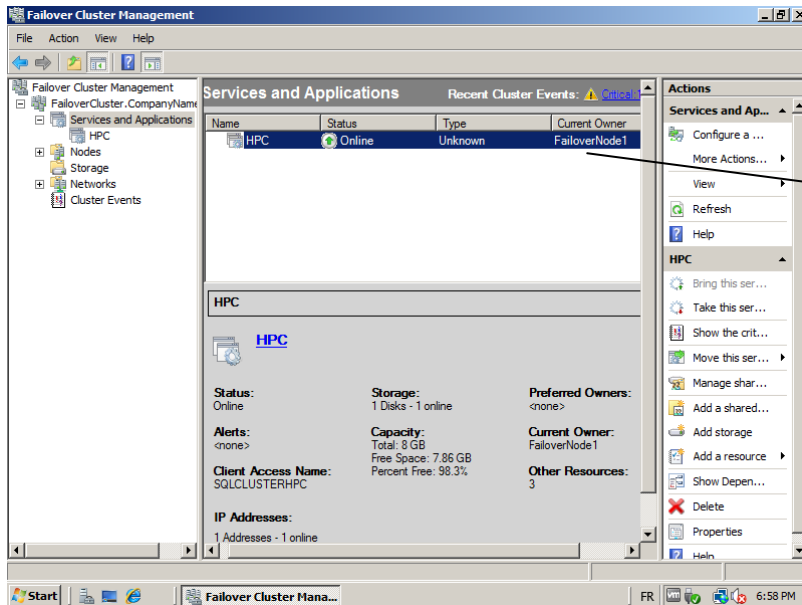 Failover Cluster Management
File Action View Help
Failover Cluster Management
FailoverCluster.CompanyName
Services and Applications
HPC
Nodes
Storage
Networks
Cluster Events
Services and Applications Recent Cluster Events: Critical:
Name Status Type Current Owner
HPC Online Unknown FailoverNode1
HPC
HPC
Status: Storage: Preferred Owners:
Online 1 Disks - 1 online <none>
Alerts: Capacity: Current Owner:
<none> Total: 8 GB FailoverNode1
Free Space: 7.86 GB
Client Access Name: Percent Free: 98.3% Other Resources:
SQLCLUSTERHPC 3
IP Addresses:
1 Addresses - 1 online
Actions
Services and Ap...
Configure a ...
More Actions...
View
Refresh
Help
HPC
Bring this ser...
Take this ser...
Show the crit...
Move this ser...
Manage shar...
Add a shared...
Add storage
Add a resource
Show Depen...
Delete
Properties
Help
Start Failover Cluster Mana... FR 6:58 PM